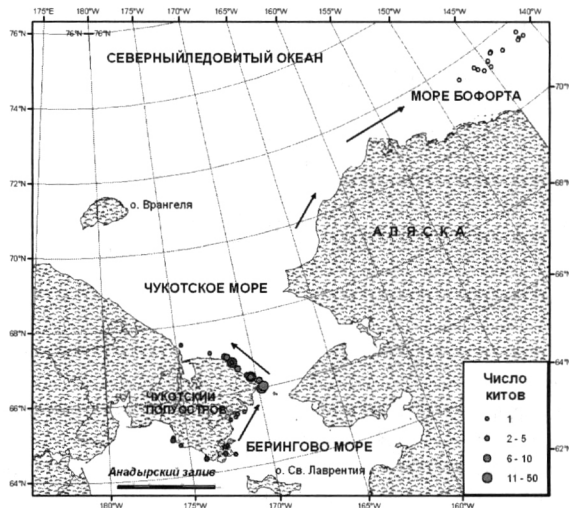 175°E 180°W 175°W 170°W 165°W 160°W 155°W 150°W 145°W 140°W
76°N 76°N
СЕВЕРНЫЙЛЕДОВИТЫЙ ОКЕАН
МОРЕ БОФОРТА
70°N
74°N
72°N
68°N
о. Врангеля
АЛЯСКА
70°N
66°N
ЧУКОТСКОЕ МОРЕ
68°N
64°N
Число
китов
ЧУКОТСКИЙ
ПОЛУОСТРОВ
66°N
1
2 - 5
6 - 10
11 - 50
БЕРИНГОВО МОРЕ
62°N
Анадырский залив
о. Св. Лаврентия
64°N
180°W 175°W 170°W 165°W 160°W